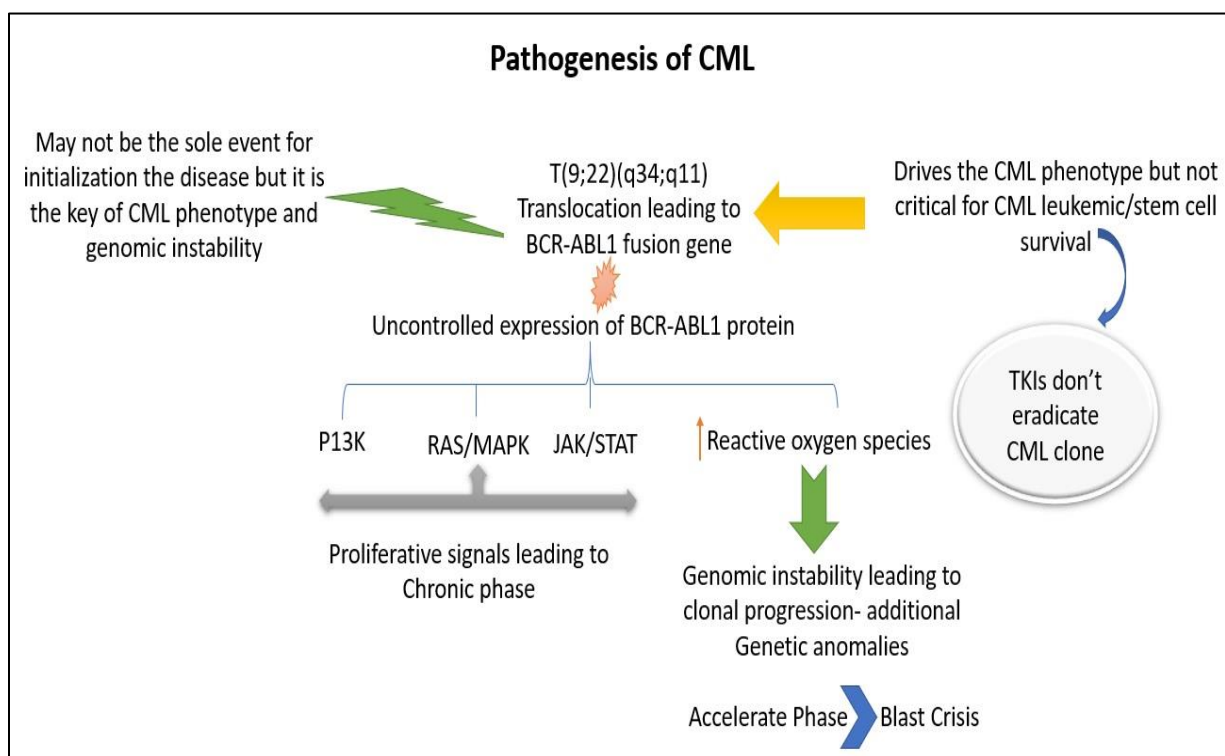 Pathogenesis of CML
May not be the sole event for
initialization the disease but it is
the key of CML phenotype and
genomic instability
T(9;22)(q34;q11)
Translocation leading to
BCR-ABL1 fusion gene
Drives the CML phenotype but not
critical for CML leukemic/stem cell
survival
Uncontrolled expression of BCR-ABL1 protein
TKIs don’t
eradicate
CML clone
P13K
RAS/MAPK
JAK/STAT
Reactive oxygen species
Proliferative signals leading to
Chronic phase
Genomic instability leading to
clonal progression- additional
Genetic anomalies
Accelerate Phase
Blast Crisis